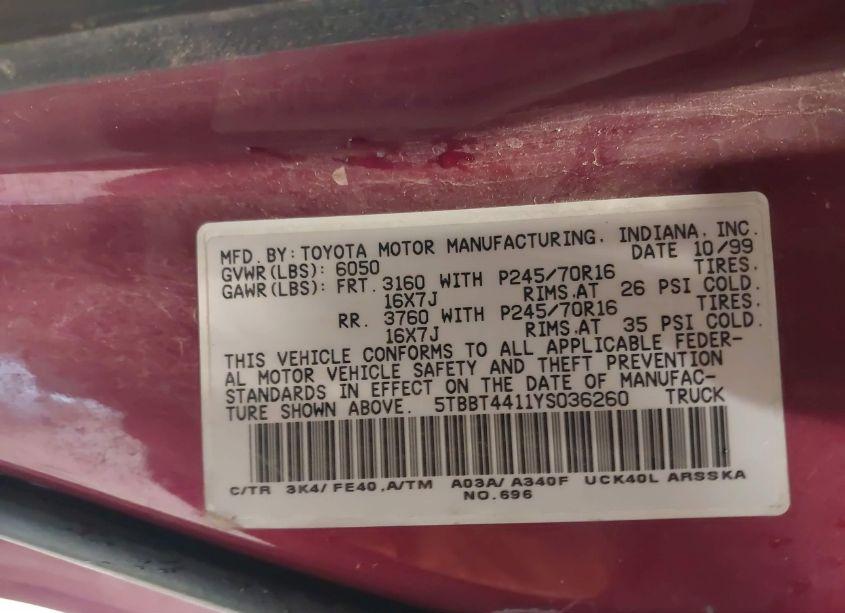 MFD. BY: TOYOTA MOTOR MANUFACTURING, INDIANA, INC.
GVWR(LBS): 6050 DATE 10/99
GAWR(LBS): FRT. 3160 WITH P245/70R16 TIRES.
16X7J RIMS.AT 26 PSI COLD.
RR. 3760 WITH P245/70R16 TIRES.
16X7J RIMS.AT 35 PSI COLD.
THIS VEHICLE CONFORMS TO ALL APPLICABLE FEDER-
AL MOTOR VEHICLE SAFETY AND THEFT PREVENTION
STANDARDS IN EFFECT ON THE DATE OF MANUFAC-
TURE SHOWN ABOVE. 5TBBT4411YS036260 TRUCK
C/TR 3K4/ FE40 ,A/TM A03A/ A340F UCK40L ARSSKA
NO.696